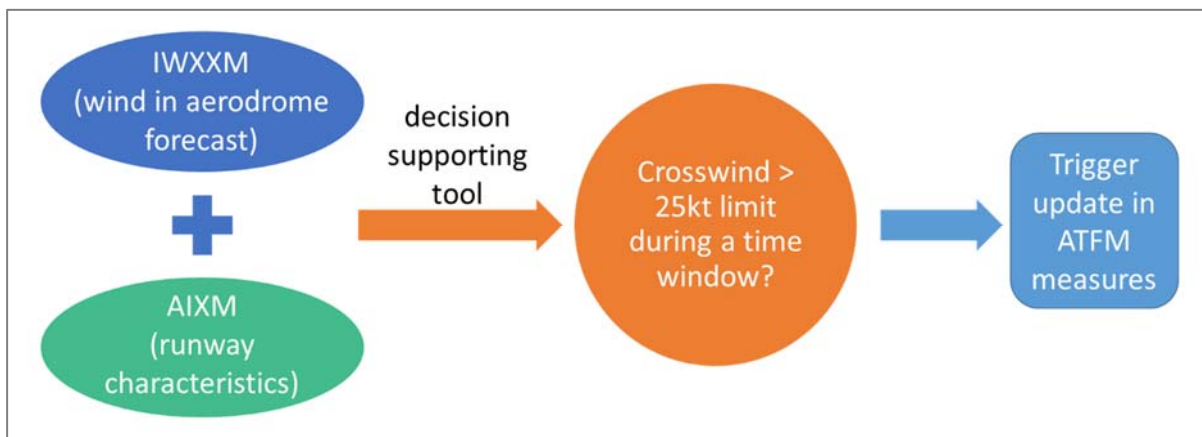 IWXXM
(wind in aerodrome
forecast)
AIXM
(runway
characteristics)
decision
supporting
tool
Crosswind >
25kt limit
during a time
window?
Trigger
update in
ATFM
measures